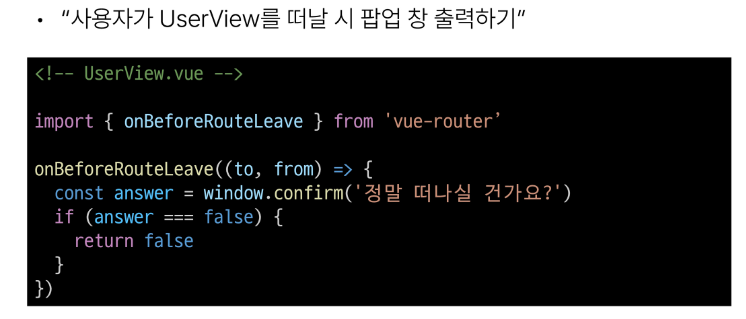 • “사용자가 UserView를 떠날 시 팝업 창 출력하기”
<!-- UserView.vue -->
import { onBeforeRouteLeave } from 'vue-router’
onBeforeRouteLeave((to, from) => {
  const answer = window.confirm('정말 떠나실 건가요?')
  if (answer === false) {
    return false
  }
})